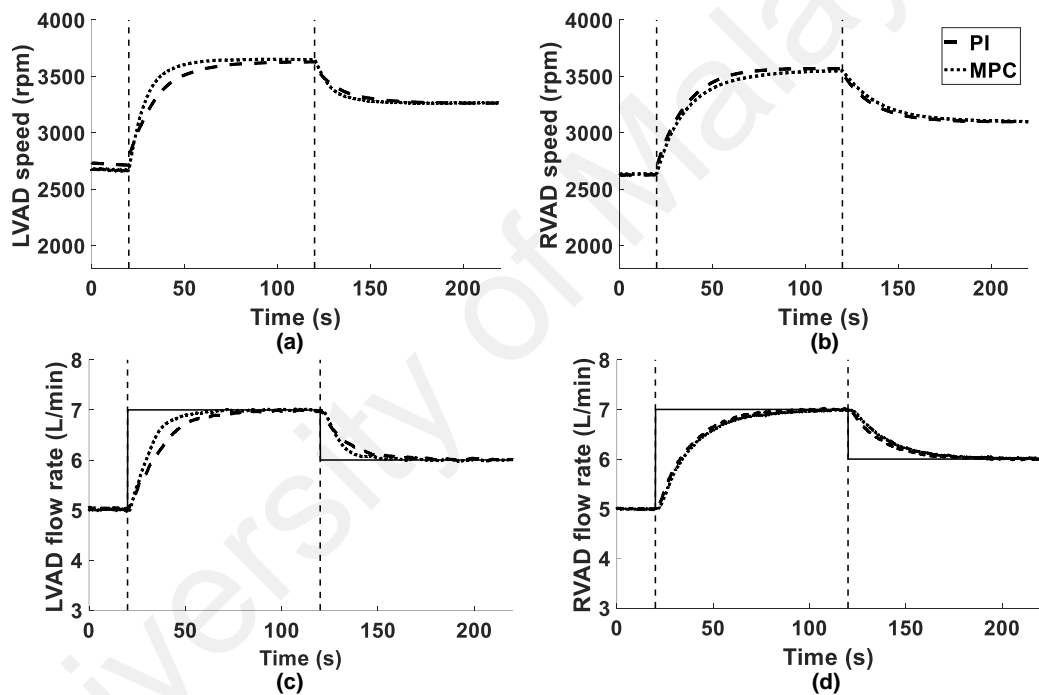 4000
3500
3000
2500
2000
LVAD speed (rpm)
0 50 100 150 200
Time (s)
(a)
4000
3500
3000
2500
2000
RVAD speed (rpm)
PI
MPC
0 50 100 150 200
Time (s)
(b)
8
7
6
5
4
3
LVAD flow rate (L/min)
0 50 100 150 200
Time (s)
(c)
8
7
6
5
4
3
RVAD flow rate (L/min)
0 50 100 150 200
Time (s)
(d)
iversity of Malay